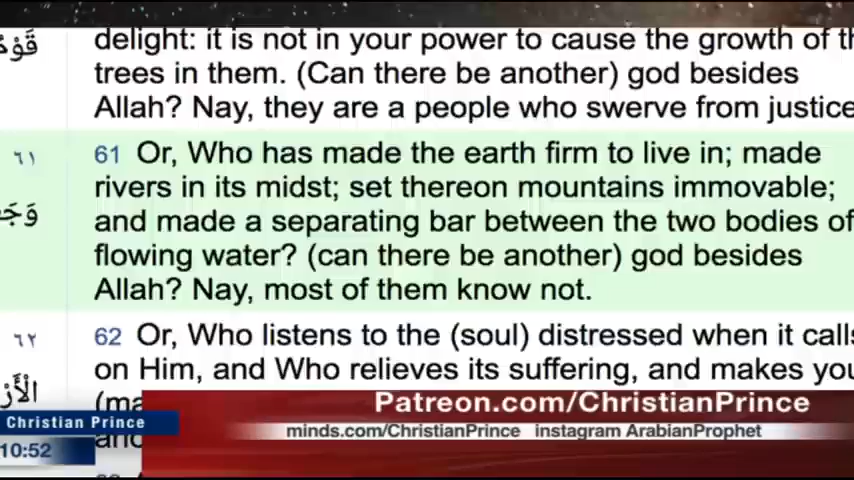 delight: it is not in your power to cause the growth of th
trees in them. (Can there be another) god besides
Allah? Nay, they are a people who swerve from justice
٦١
61 Or, Who has made the earth firm to live in; made
rivers in its midst; set thereon mountains immovable;
and made a separating bar between the two bodies of
flowing water? (can there be another) god besides
Allah? Nay, most of them know not.
٦٢
62 Or, Who listens to the (soul) distressed when it calls
on Him, and Who relieves its suffering, and makes you
(ma
and
Patreon.com/ChristianPrince
minds.com/ChristianPrince instagram ArabianProphet
Christian Prince
10:52